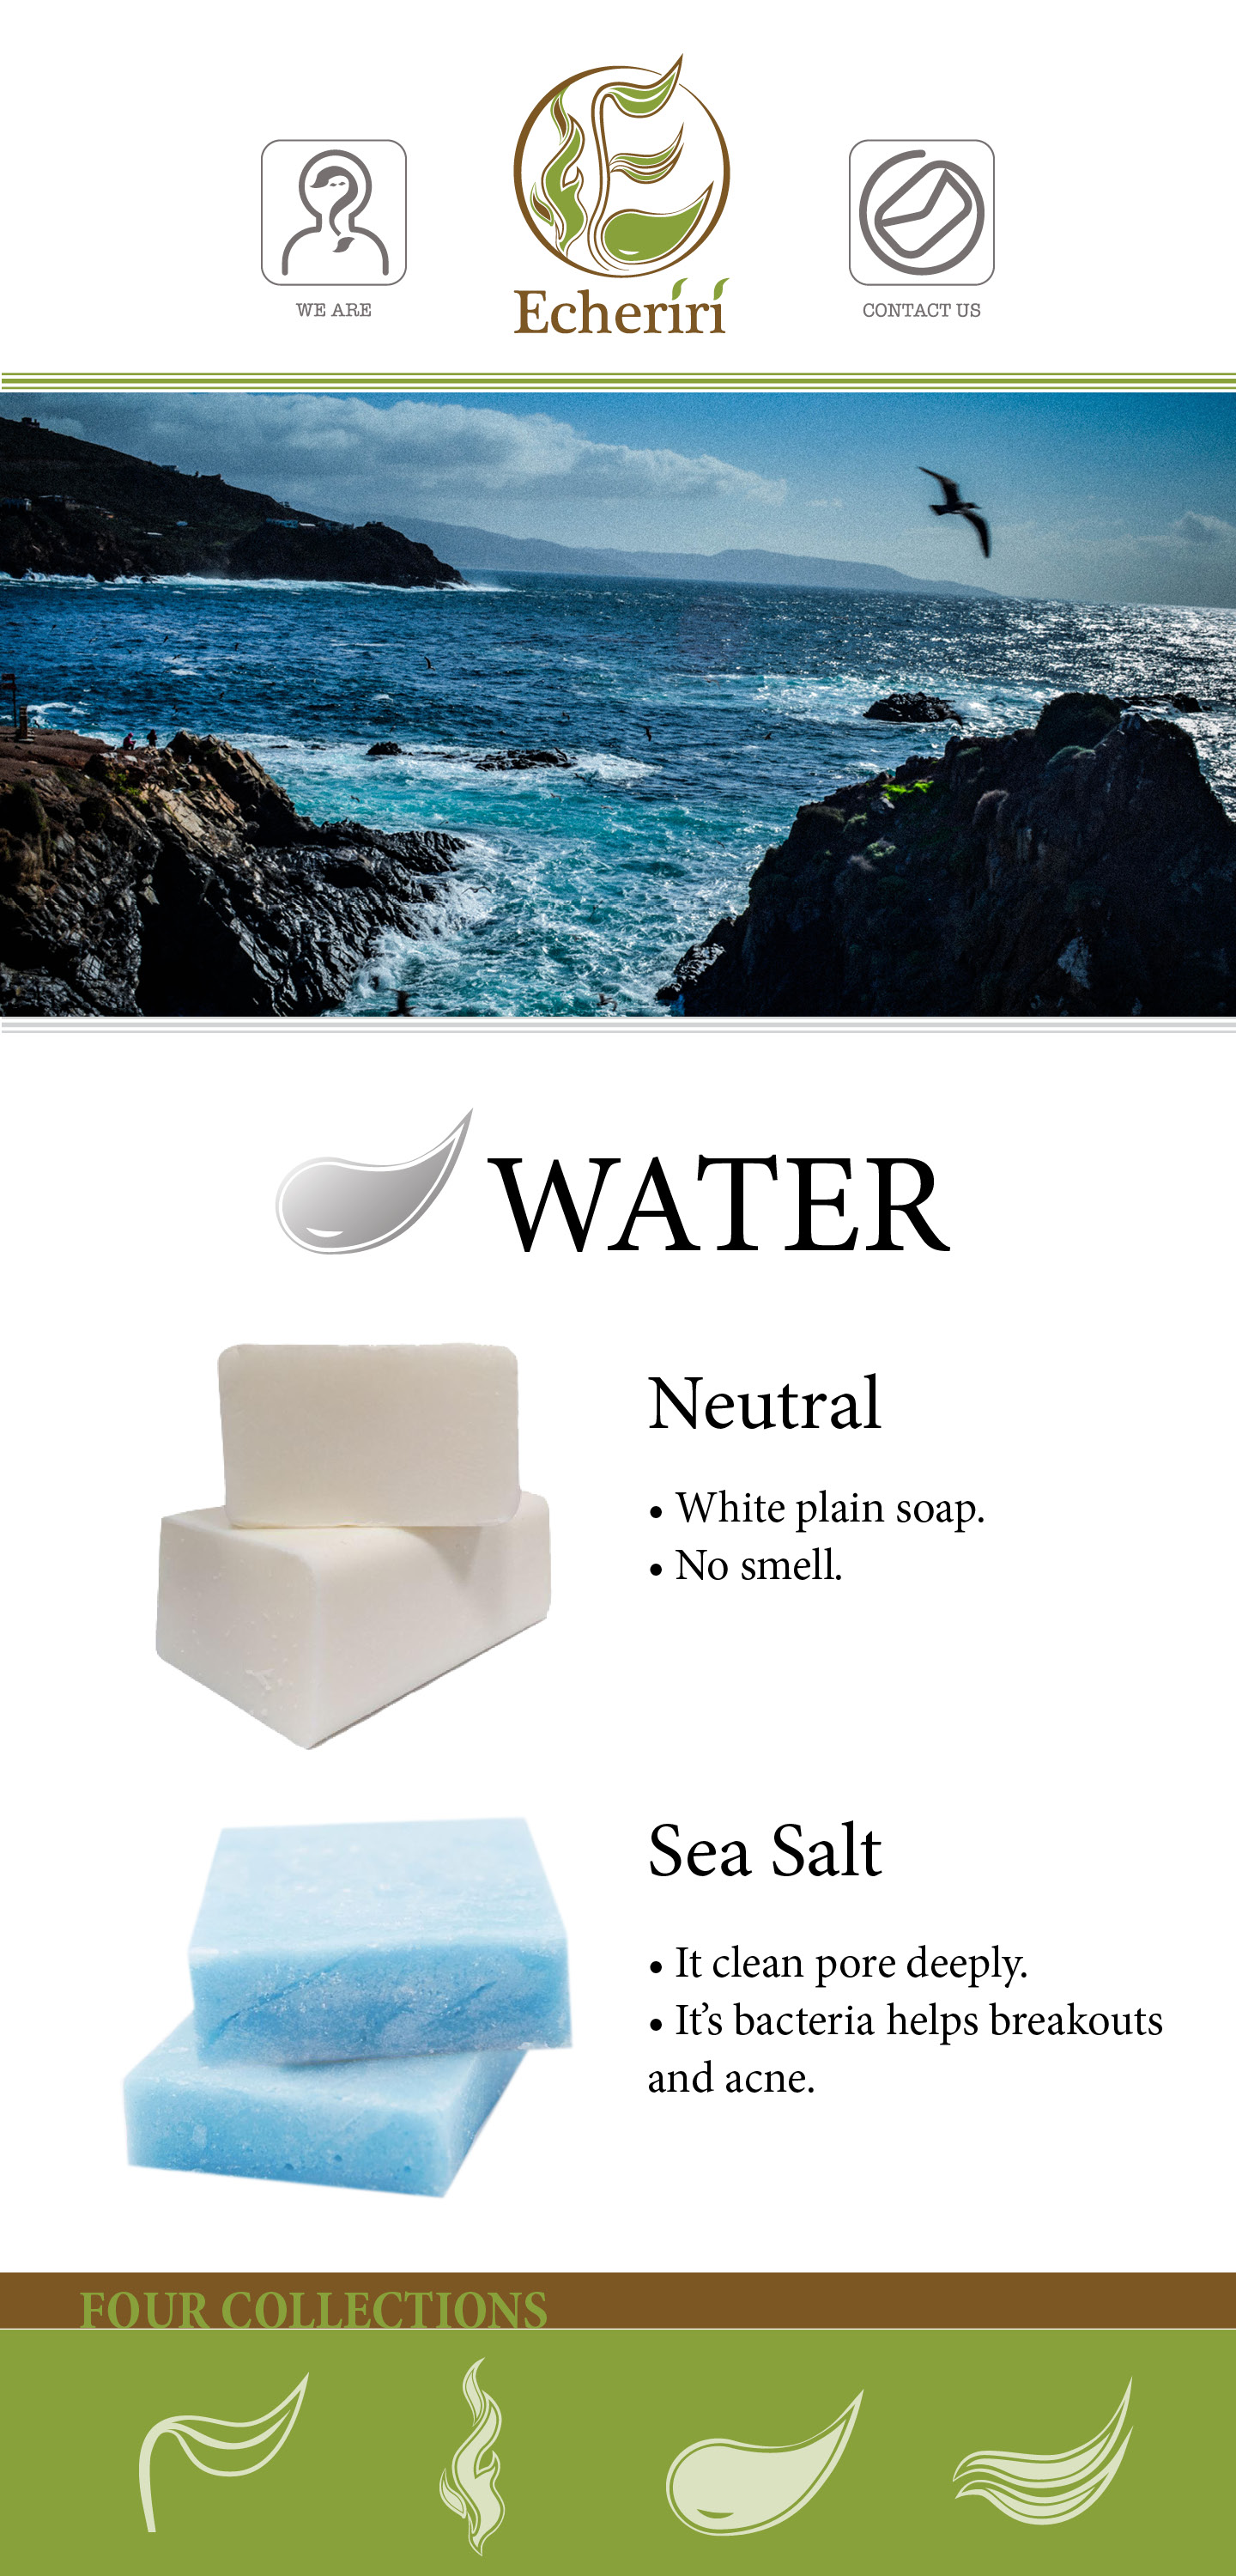 WE ARE
Echeriri
CONTACT US
WATER
Neutral
• White plain soap.
• No smell.
Sea Salt
• It clean pore deeply.
• It’s bacteria helps breakouts
and acne.
FOUR COLLECTIONS